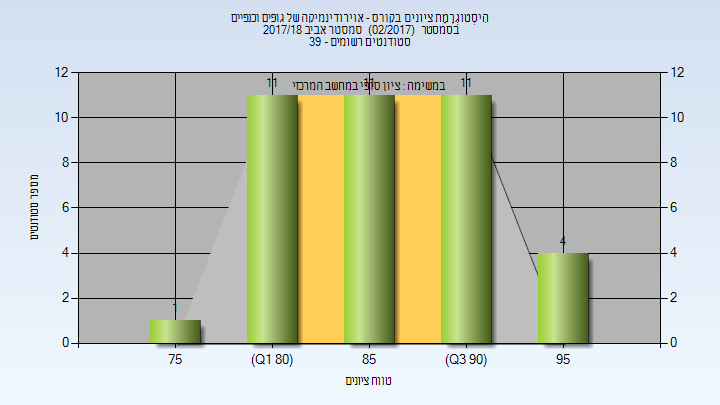 היסטוגרמת ציונים בקורס - אוירודינמיקה של גופים וכנפיים
בסמסטר (02/2017) סמסטר אביב 2017/18
סטודנטים רשומים - 39
במשימה : ציון סופי במחשב המרכזי
12 12
10 10
8 8
6 6
4 4
2 2
0 0
1 11 11 11 4
מספר סטודנטים
75 (Q1 80) 85 (Q3 90) 95
טווח ציונים